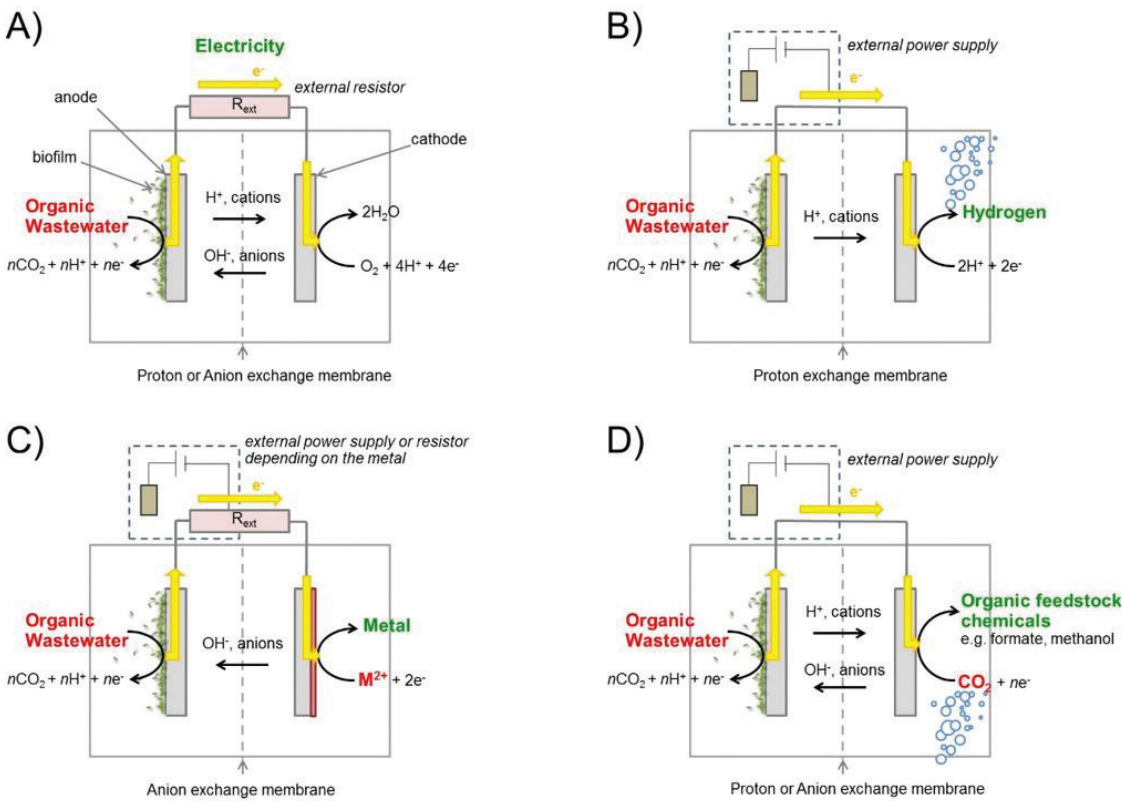 A)
Electricity
e-
external resistor
Rext
anode
biofilm
cathode
Organic
Wastewater
H+, cations
OH-, anions
2H2O
nCO2 + nH+ + ne-
O2 + 4H+ + 4e-
Proton or Anion exchange membrane
B)
external power supply
e-
Organic
Wastewater
H+, cations
Hydrogen
nCO2 + nH+ + ne-
2H+ + 2e-
Proton exchange membrane
C)
external power supply or resistor
depending on the metal
e-
Rext
Organic
Wastewater
OH-, anions
Metal
nCO2 + nH+ + ne-
M2+ + 2e-
Anion exchange membrane
D)
external power supply
e-
Organic
Wastewater
H+, cations
OH-, anions
Organic feedstock
chemicals
e.g. formate, methanol
nCO2 + nH+ + ne-
CO2 + ne-
Proton or Anion exchange membrane